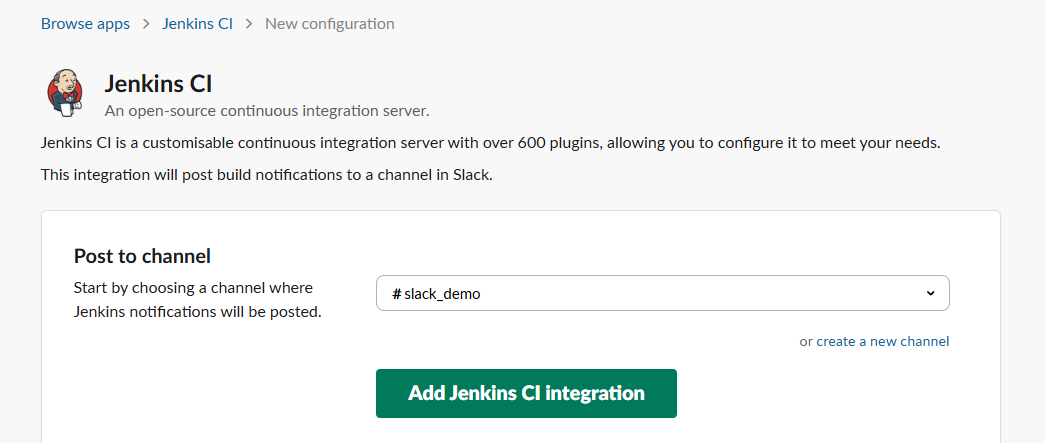 Browse apps > Jenkins CI > New configuration
Jenkins CI
An open-source continuous integration server.
Jenkins CI is a customisable continuous integration server with over 600 plugins, allowing you to configure it to meet your needs.
This integration will post build notifications to a channel in Slack.
Post to channel
Start by choosing a channel where
Jenkins notifications will be posted.
# slack_demo
or create a new channel
Add Jenkins CI integration